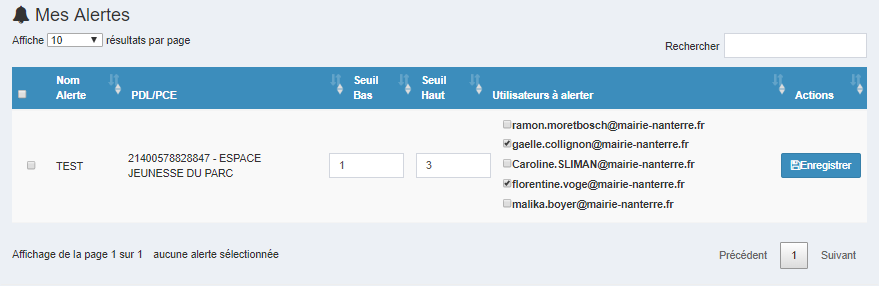 Mes Alertes
Affiche 10 résultats par page
Rechercher
Nom Alerte PDL/PCE Seuil Bas Seuil Haut Utilisateurs à alerter Actions
TEST
21400578828847 - ESPACE
JEUNESSE DU PARC
1
3
ramon.moretbosch@mairie-nanterre.fr
gaelle.collignon@mairie-nanterre.fr
Caroline.SLIMAN@mairie-nanterre.fr
florentine.voge@mairie-nanterre.fr
malika.boyer@mairie-nanterre.fr
Enregistrer
Affichage de la page 1 sur 1 aucune alerte sélectionnée
Précédent 1 Suivant